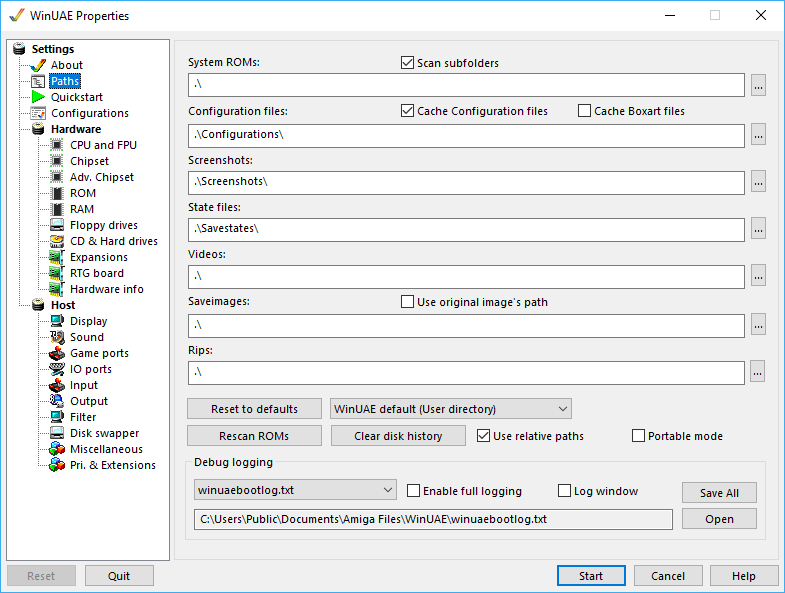 WinUAE Properties
Settings
About
Paths
Quickstart
Configurations
Hardware
CPU and FPU
Chipset
Adv. Chipset
ROM
RAM
Floppy drives
CD & Hard drives
Expansions
RTG board
Hardware info
Host
Display
Sound
Game ports
IO ports
Input
Output
Filter
Disk swapper
Miscellaneous
Pri. & Extensions
System ROMs: Scan subfolders
.\
...
Configuration files: Cache Configuration files Cache Boxart files
.\Configurations\
...
Screenshots:
.\Screenshots\
...
State files:
.\Savestates\
...
Videos:
.\
...
Saveimages: Use original image's path
.\
...
Rips:
.\
...
Reset to defaults WinUAE default (User directory)
Rescan ROMs Clear disk history Use relative paths Portable mode
Debug logging
winuaebootlog.txt Enable full logging Log window Save All
C:\Users\Public\Documents\Amiga Files\WinUAE\winuaebootlog.txt Open
Reset Quit Start Cancel Help